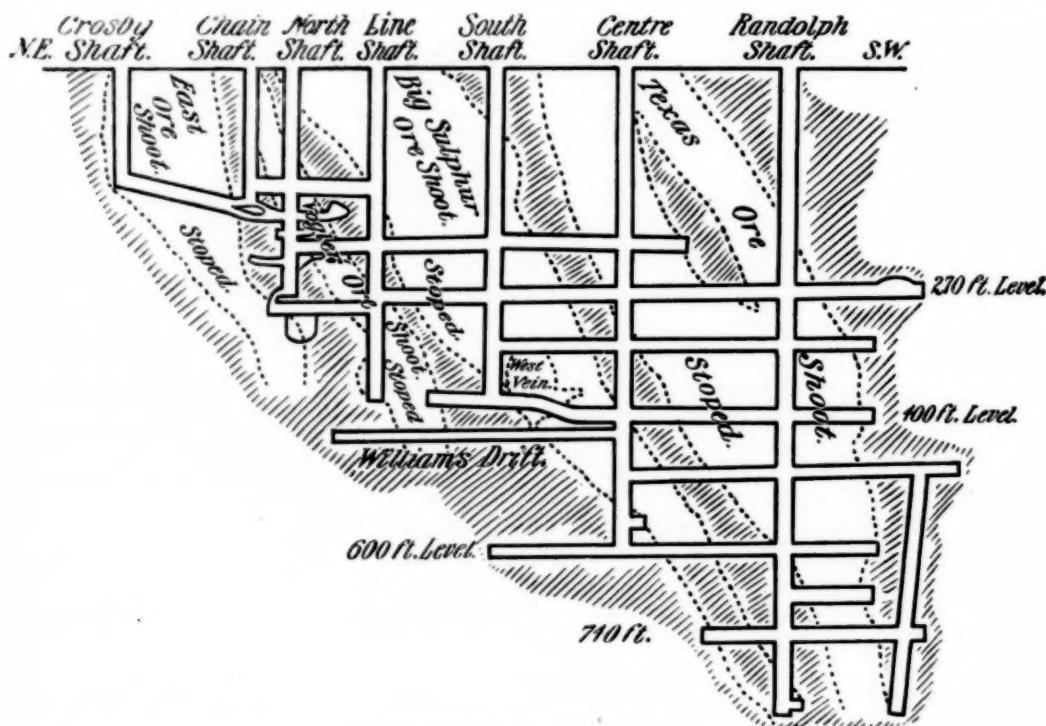 N.E.
Crosby
Shaft.
Chain
Shaft.
North
Shaft.
Line
Shaft.
South
Shaft.
Centre
Shaft.
Randolph
Shaft.
S.W.
East
Ore
Shoot.
Big Sulphur
Ore Shoot.
Texas
Ore
Shoot.
Stoped.
Ore
Shoot
Stoped
Stoped.
West
Vein.
Stoped.
270 ft. Level.
400 ft. Level.
William's Drift.
600 ft. Level.
710 ft.